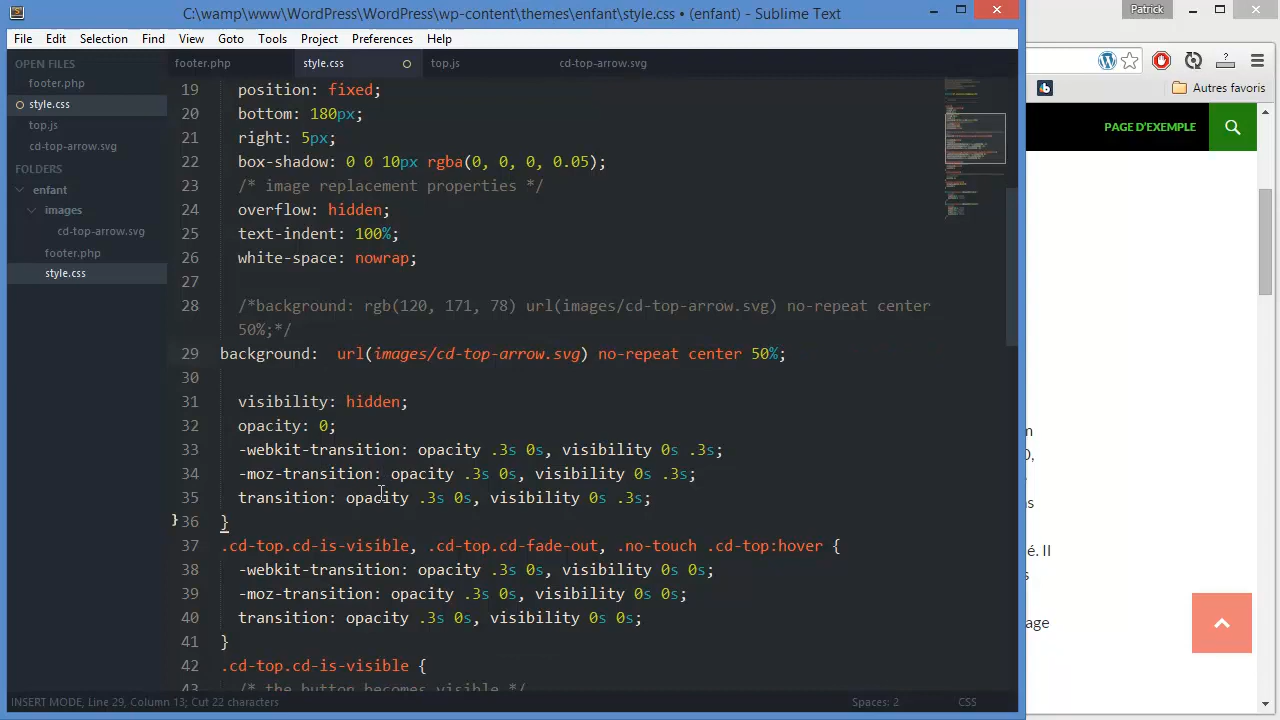 C:\wamp\www\WordPress\WordPress\wp-content\themes\enfant\style.css • (enfant) - Sublime Text
Patrick
File Edit Selection Find View Goto Tools Project Preferences Help
OPEN FILES
footer.php
style.css
top.js
cd-top-arrow.svg
FOLDERS
enfant
images
cd-top-arrow.svg
footer.php
style.css
footer.php style.css top.js cd-top-arrow.svg
19 position: fixed;
20 bottom: 180px;
21 right: 5px;
22 box-shadow: 0 0 10px rgba(0, 0, 0, 0.05);
23 /* image replacement properties */
24 overflow: hidden;
25 text-indent: 100%;
26 white-space: nowrap;
27
28 /*background: rgb(120, 171, 78) url(images/cd-top-arrow.svg) no-repeat center
50%;*/
29 background:  url(images/cd-top-arrow.svg) no-repeat center 50%;
30
31 visibility: hidden;
32 opacity: 0;
33 -webkit-transition: opacity .3s 0s, visibility 0s .3s;
34 -moz-transition: opacity .3s 0s, visibility 0s .3s;
35 transition: opacity .3s 0s, visibility 0s .3s;
36 }
37 .cd-top.cd-is-visible, .cd-top.cd-fade-out, .no-touch .cd-top:hover {
38 -webkit-transition: opacity .3s 0s, visibility 0s 0s;
39 -moz-transition: opacity .3s 0s, visibility 0s 0s;
40 transition: opacity .3s 0s, visibility 0s 0s;
41 }
42 .cd-top.cd-is-visible {
43 /* the button becomes visible */
INSERT MODE, Line 29, Column 13; Cut 22 characters
Spaces: 2
CSS
Autres favoris
PAGE D'EXEMPLE
m
0,
as
é. Il
s
age